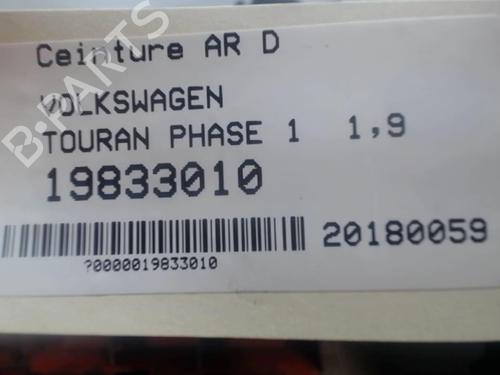 Ceinture AR D
VOLKSWAGEN
TOURAN PHASE 1 1,9
19833010
20180059
?0000019833010
B-PARTS